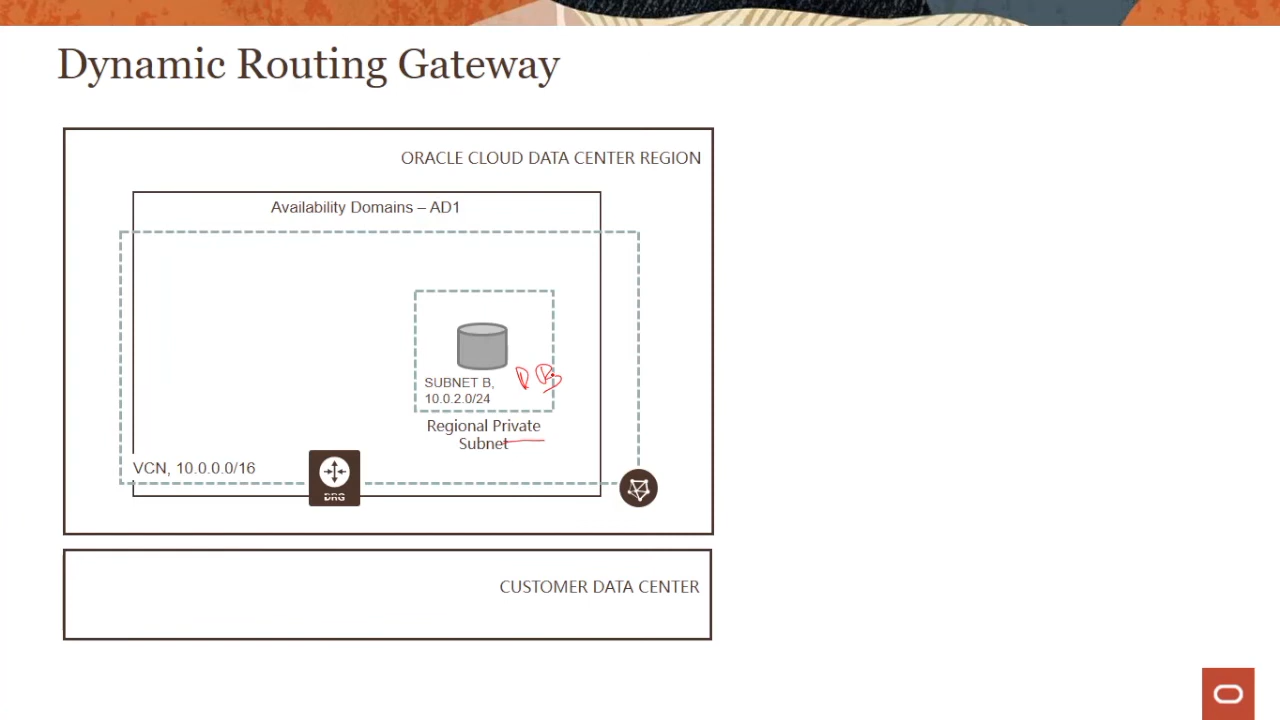 Dynamic Routing Gateway
ORACLE CLOUD DATA CENTER REGION
Availability Domains – AD1
SUBNET B,
10.0.2.0/24
DB
Regional Private
Subnet
VCN, 10.0.0.0/16
DRG
CUSTOMER DATA CENTER